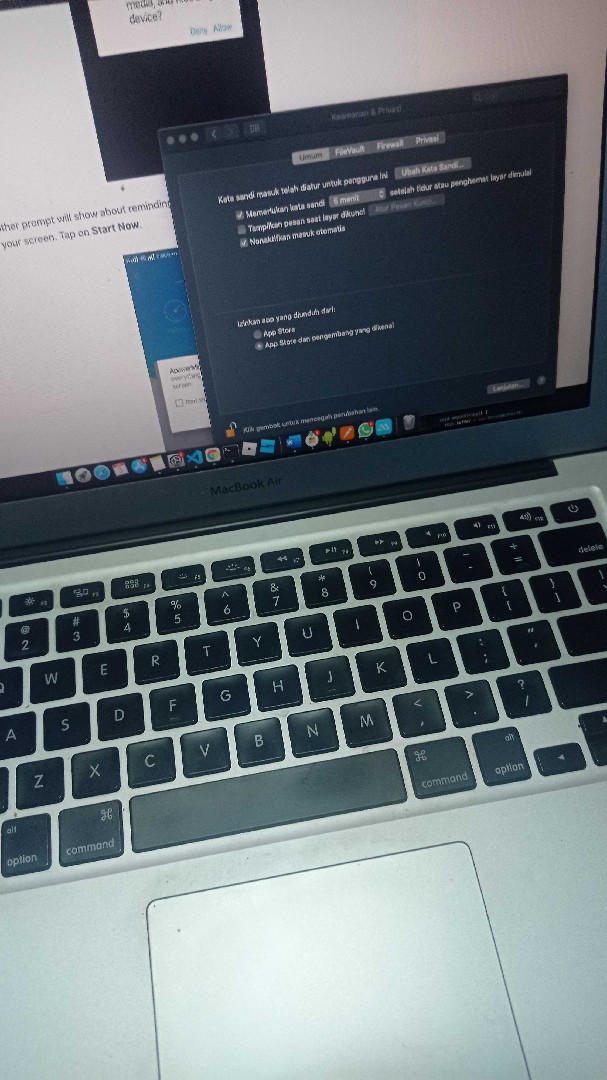 media, and
device?
Deny Allow
ther prompt will show about reminding
your screen. Tap on Start Now.
Keamanan & Privasi
Umum FileVault Firewall Privasi
Kata sandi masuk telah diatur untuk pengguna ini Ubah Kata Sandi...
Memerlukan kata sandi 5 menit setelah tidur atau penghemat layar dimulai
Tampilkan pesan saat layar dikunci Atur Pesan Kunci...
Nonaktifkan masuk otomatis
Izinkan app yang diunduh dari:
App Store
App Store dan pengembang yang dikenal
Klik gembok untuk mencegah perubahan lain.
Lanjutan...
?
screen.
MacBook Air
F2 F3 F4 F5 F6 F7 F8 F9 F10 F11 F12
@ # $ % ^ & * ( ) _ +
2 3 4 5 6 7 8 9 0 - = delete
Q W E R T Y U I O P { [ } ]
A S D F G H J K L : ; " '
Z X C V B N M < , > . ? /
alt option ⌘ command ⌘ command alt option ◀